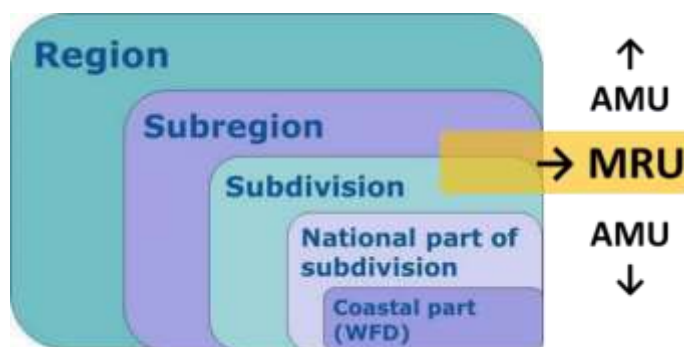 Region
Subregion
Subdivision
National part of
subdivision
Coastal part
(WFD)
↑
AMU
→ MRU
AMU
↓